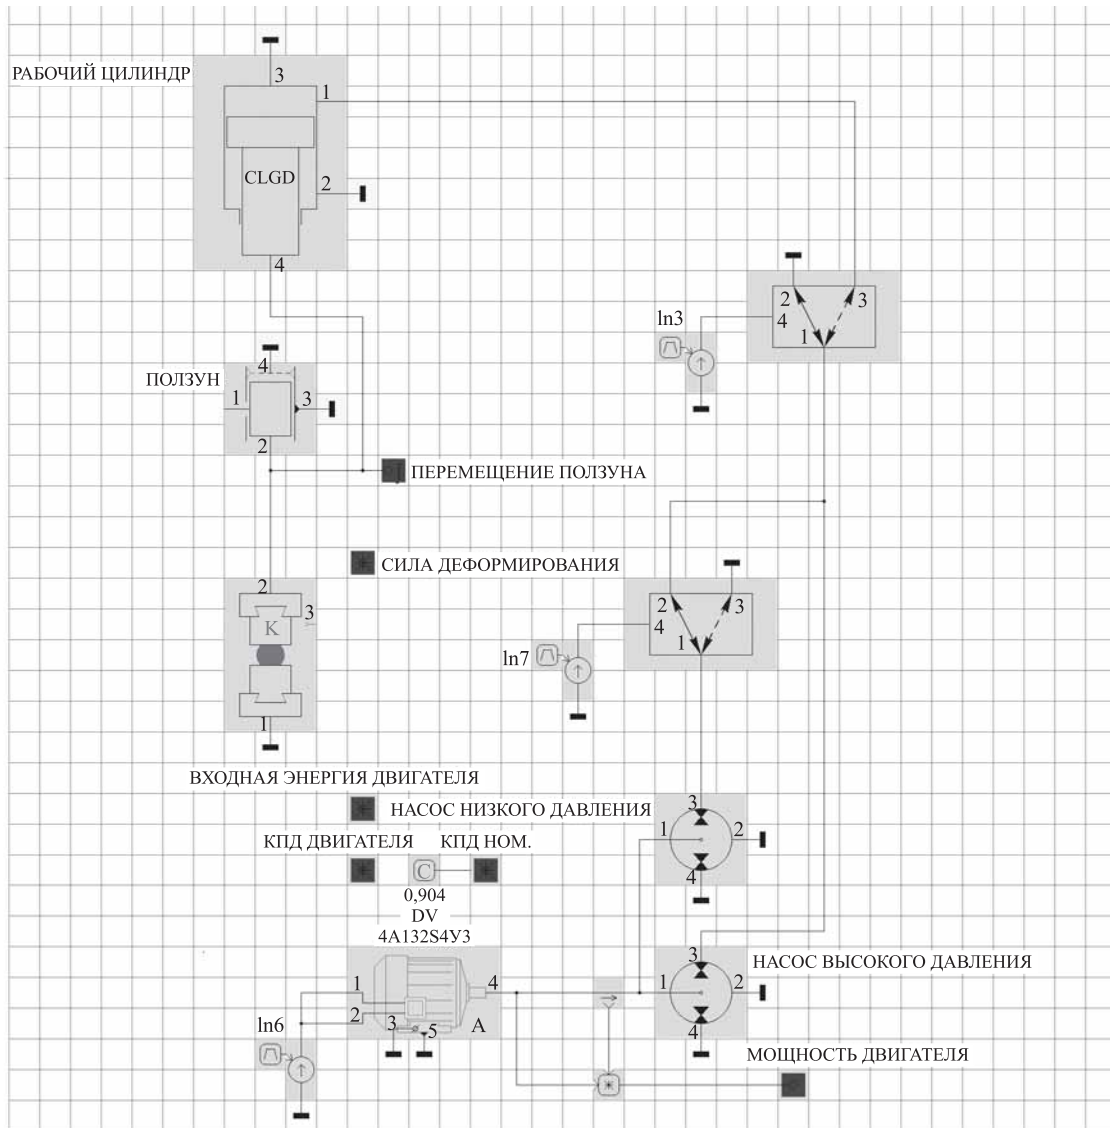 РАБОЧИЙ ЦИЛИНДР
3
1
CLGD
2
4
2
3
4
1
ln3
ПОЛЗУН
4
1
3
2
ПЕРЕМЕЩЕНИЕ ПОЛЗУНА
СИЛА ДЕФОРМИРОВАНИЯ
2
3
K
1
2
3
4
1
ln7
ВХОДНАЯ ЭНЕРГИЯ ДВИГАТЕЛЯ
НАСОС НИЗКОГО ДАВЛЕНИЯ
3
1
2
4
КПД ДВИГАТЕЛЯ
КПД НОМ.
C
0,904
DV
4А132S4У3
1
4
2
3
5
A
ln6
3
1
2
4
НАСОС ВЫСОКОГО ДАВЛЕНИЯ
МОЩНОСТЬ ДВИГАТЕЛЯ